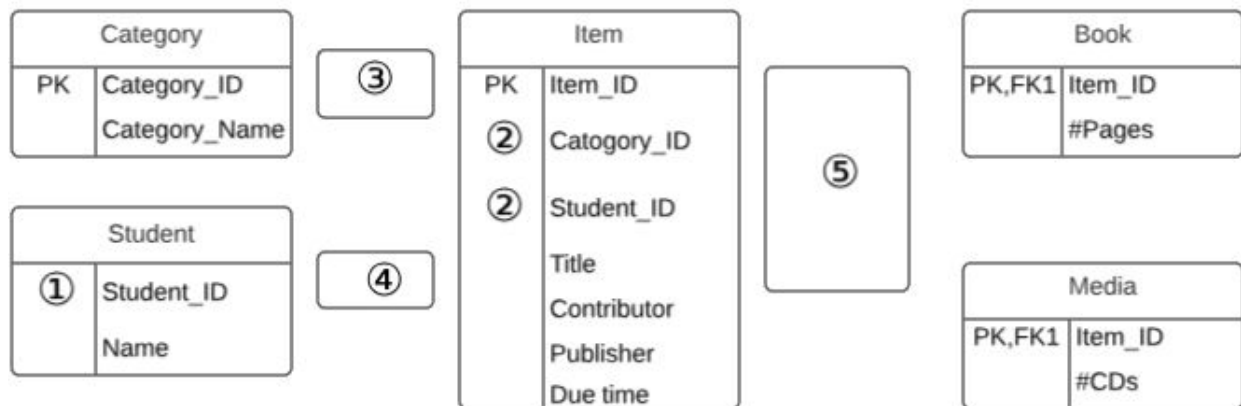 Category
PK Category_ID
Category_Name
③
Item
PK Item_ID
② Catogory_ID
② Student_ID
Title
Contributor
Publisher
Due time
⑤
Book
PK,FK1 Item_ID
#Pages
Student
① Student_ID
Name
④
Media
PK,FK1 Item_ID
#CDs